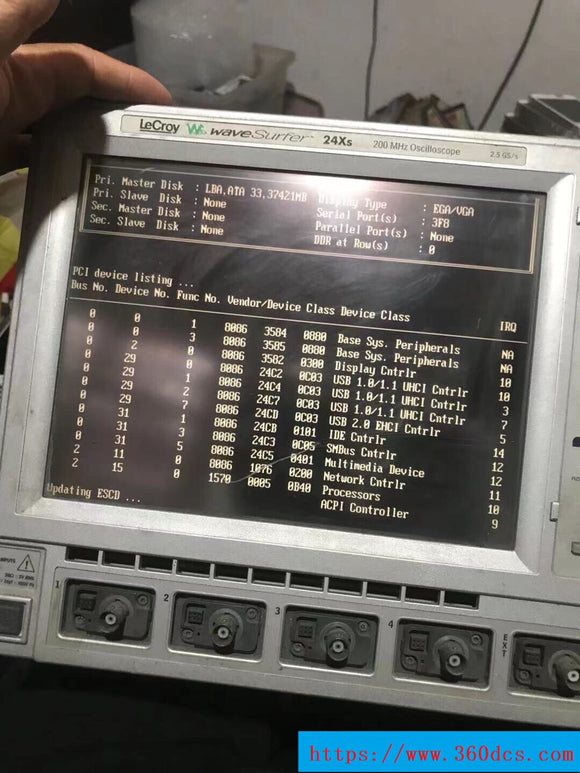 LeCroy waveSurfer 24Xs 200 MHz Oscilloscope 2.5 GS/s
Pri. Master Disk : LBA,ATA 33,37421MB Display Type : EGA/VGA
Pri. Slave Disk : None Serial Port(s) : 3F8
Sec. Master Disk : None Parallel Port(s) : None
Sec. Slave Disk : None DDR at Row(s) : 0
PCI device listing ...
Bus No. Device No. Func No. Vendor/Device Class Device Class IRQ
0 0 1 8086 3584 0880 Base Sys. Peripherals NA
0 0 3 8086 3585 0880 Base Sys. Peripherals NA
0 2 0 8086 3582 0300 Display Cntrlr 10
0 29 0 8086 24C2 0C03 USB 1.0/1.1 UHCI Cntrlr 10
0 29 1 8086 24C4 0C03 USB 1.0/1.1 UHCI Cntrlr 3
0 29 2 8086 24C7 0C03 USB 1.0/1.1 UHCI Cntrlr 7
0 29 7 8086 24CD 0C03 USB 2.0 EHCI Cntrlr 5
0 31 1 8086 24CB 0101 IDE Cntrlr 14
0 31 3 8086 24C3 0C05 SMBus Cntrlr 12
0 31 5 8086 24C5 0401 Multimedia Device 12
2 11 0 8086 1076 0200 Network Cntrlr 11
2 15 0 1570 0005 0B40 Processors 10
ACPI Controller 9
Updating ESCD ...
INPUTS
1
2
3
4
EXT
https://www.360dcs.com